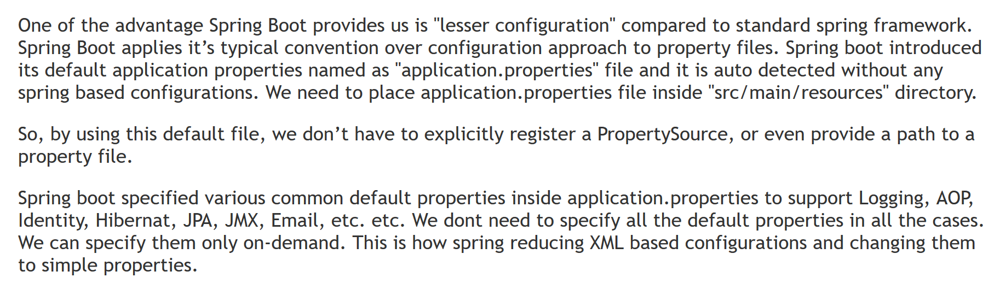 One of the advantage Spring Boot provides us is "lesser configuration" compared to standard spring framework.
Spring Boot applies it’s typical convention over configuration approach to property files. Spring boot introduced
its default application properties named as "application.properties" file and it is auto detected without any
spring based configurations. We need to place application.properties file inside "src/main/resources" directory.
So, by using this default file, we don’t have to explicitly register a PropertySource, or even provide a path to a
property file.
Spring boot specified various common default properties inside application.properties to support Logging, AOP,
Identity, Hibernat, JPA, JMX, Email, etc. etc. We dont need to specify all the default properties in all the cases.
We can specify them only on-demand. This is how spring reducing XML based configurations and changing them
to simple properties.